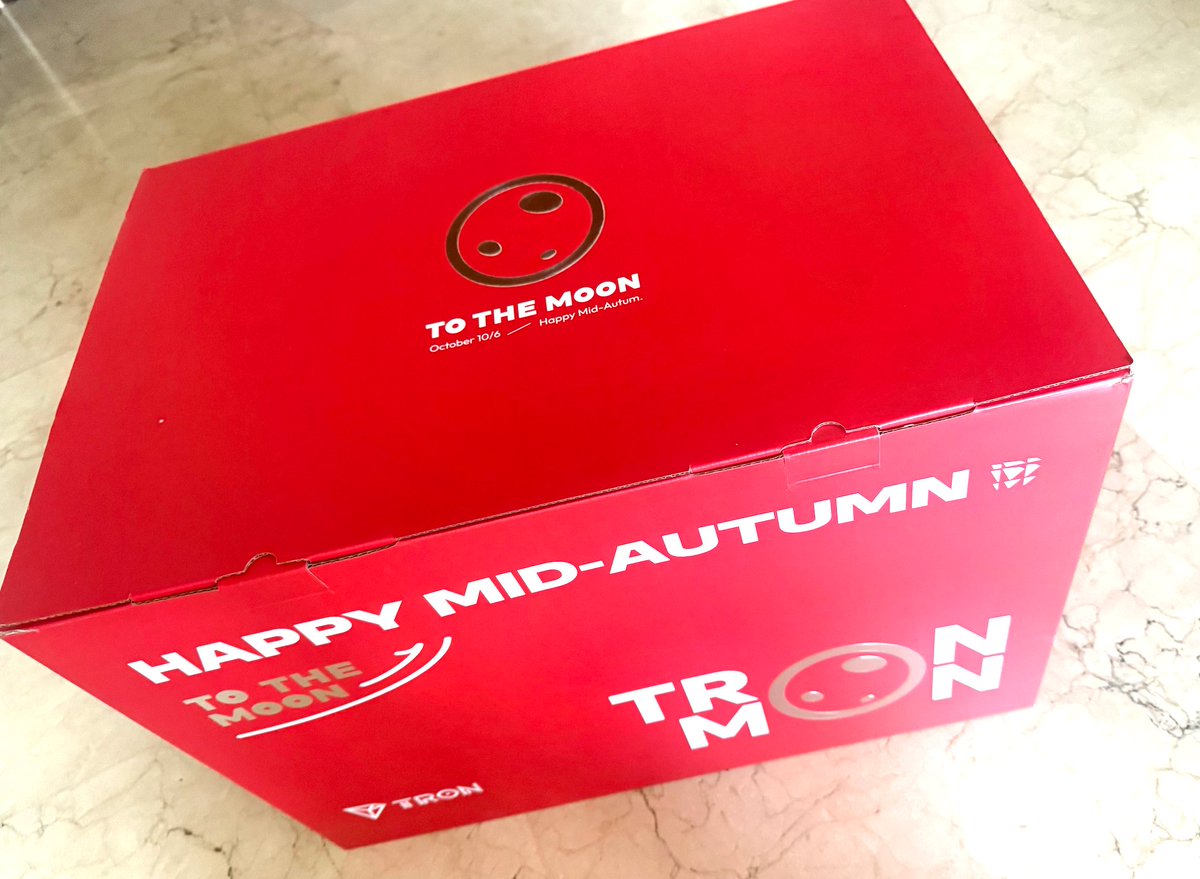 TO THE MOON
October 10/6 — Happy Mid-Autum.
HAPPY MID-AUTUMN
TO THE
MOON
TRON
MOON
TRON